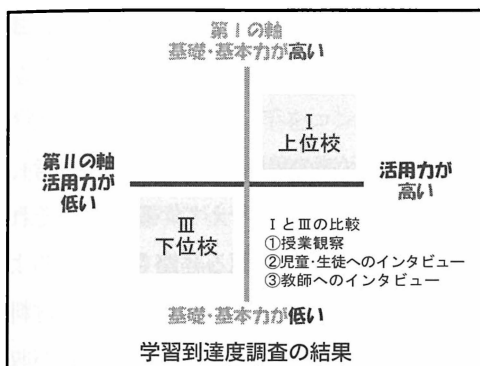 第Ⅰの軸
基礎・基本力が高い
Ⅰ
上位校
第Ⅱの軸
活用力が
低い
活用力が
高い
Ⅲ
下位校
ⅠとⅢの比較
①授業観察
②児童・生徒へのインタビュー
③教師へのインタビュー
基礎・基本力が低い
学習到達度調査の結果